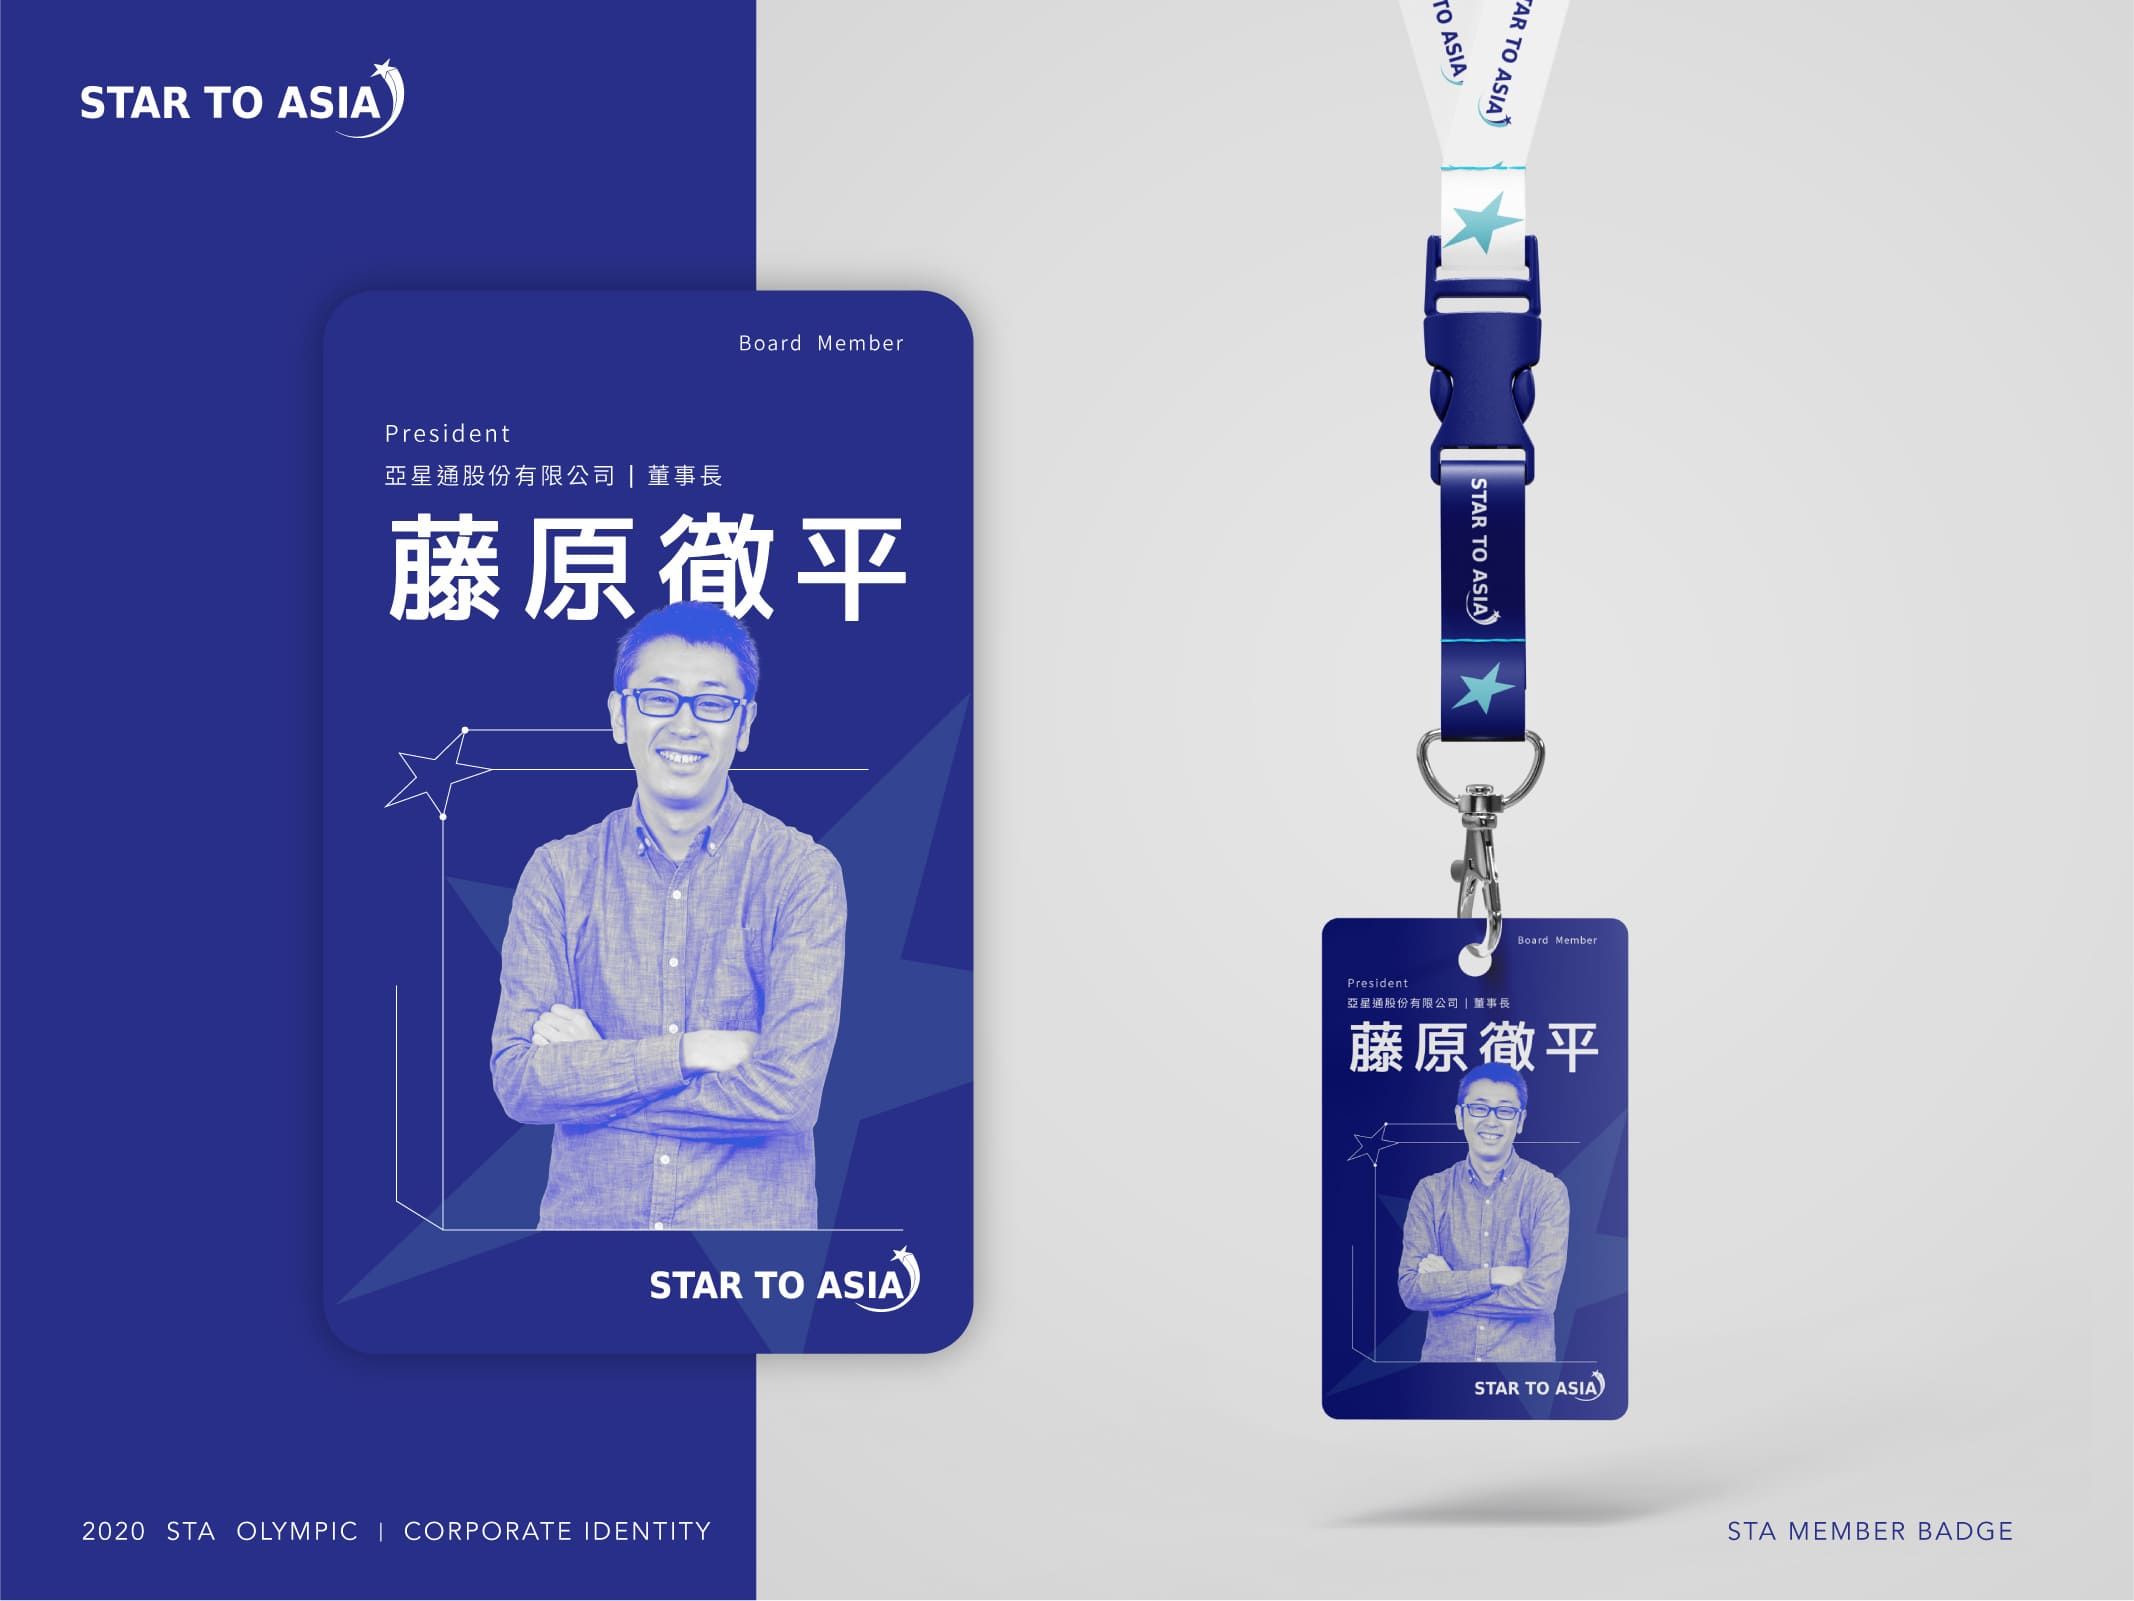 STAR TO ASIA
Board Member
President
亞星通股份有限公司 | 董事長
藤原徹平
STAR TO ASIA
2020 STA OLYMPIC | CORPORATE IDENTITY
TO ASIA
STAR TO ASIA
STAR TO ASIA
Board Member
President
亞星通股份有限公司 | 董事長
藤原徹平
STAR TO ASIA
STA MEMBER BADGE